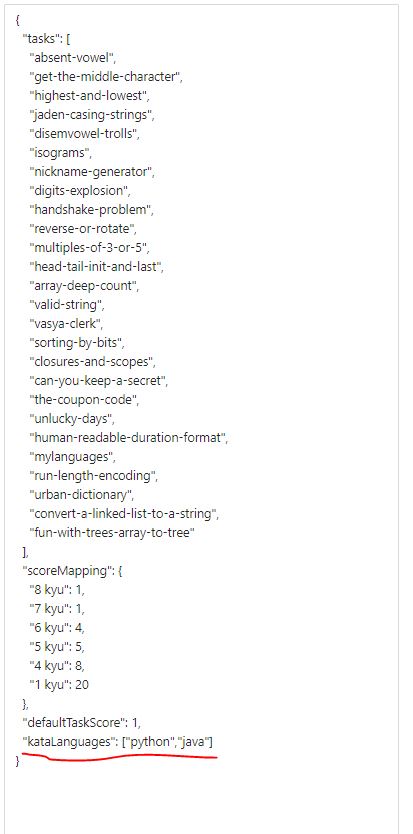 {
"tasks": [
"absent-vowel",
"get-the-middle-character",
"highest-and-lowest",
"jaden-casing-strings",
"disemvowel-trolls",
"isograms",
"nickname-generator",
"digits-explosion",
"handshake-problem",
"reverse-or-rotate",
"multiples-of-3-or-5",
"head-tail-init-and-last",
"array-deep-count",
"valid-string",
"vasya-clerk",
"sorting-by-bits",
"closures-and-scopes",
"can-you-keep-a-secret",
"the-coupon-code",
"unlucky-days",
"human-readable-duration-format",
"mylanguages",
"run-length-encoding",
"urban-dictionary",
"convert-a-linked-list-to-a-string",
"fun-with-trees-array-to-tree"
],
"scoreMapping": {
"8 kyu": 1,
"7 kyu": 1,
"6 kyu": 4,
"5 kyu": 5,
"4 kyu": 8,
"1 kyu": 20
},
"defaultTaskScore": 1,
"kataLanguages": ["python","java"]
}